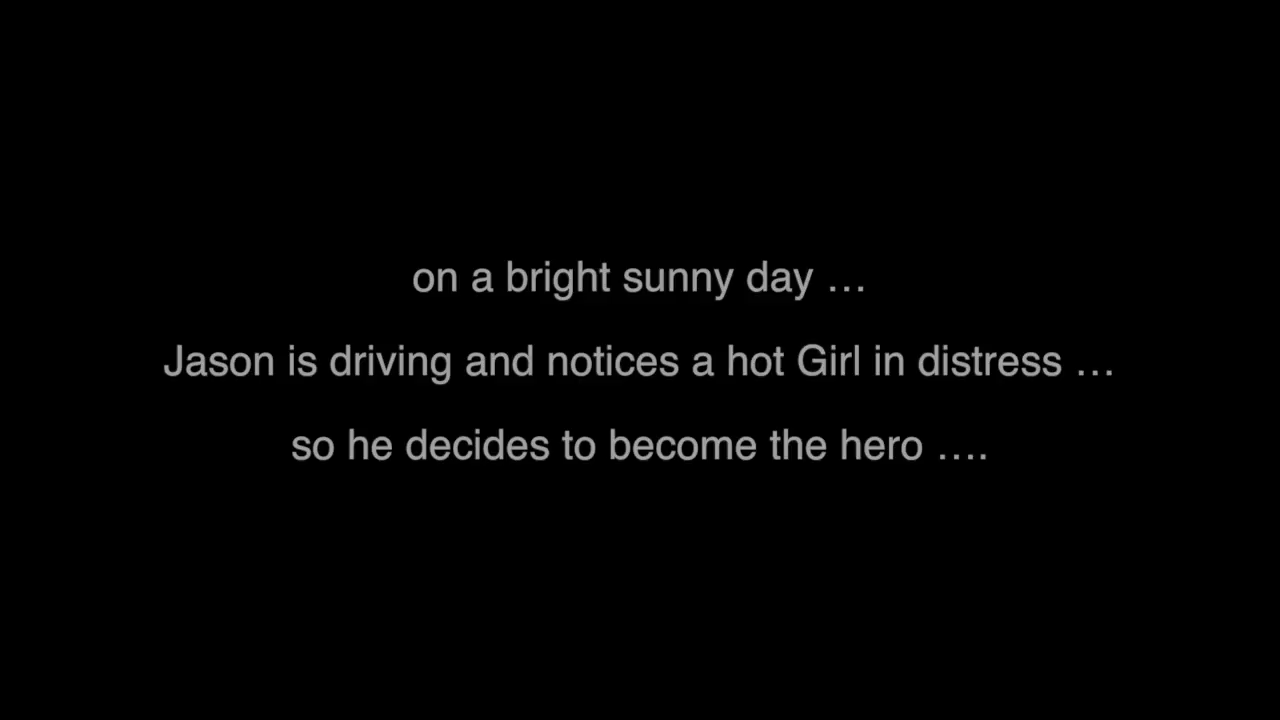 on a bright sunny day …
Jason is driving and notices a hot Girl in distress …
so he decides to become the hero ….